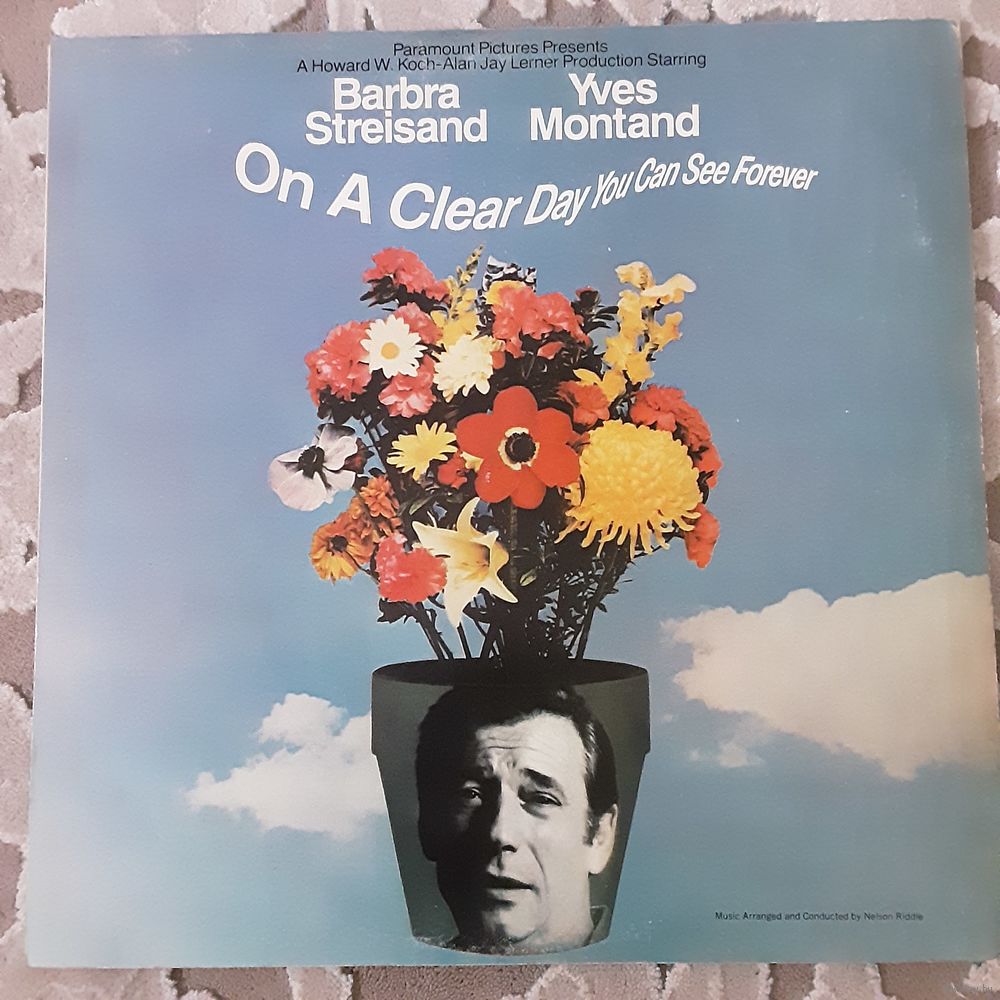 Paramount Pictures Presents
A Howard W. Koch-Alan Jay Lerner Production Starring
Barbra Streisand
Yves Montand
On A Clear Day You Can See Forever
Music Arranged and Conducted by Nelson Riddle